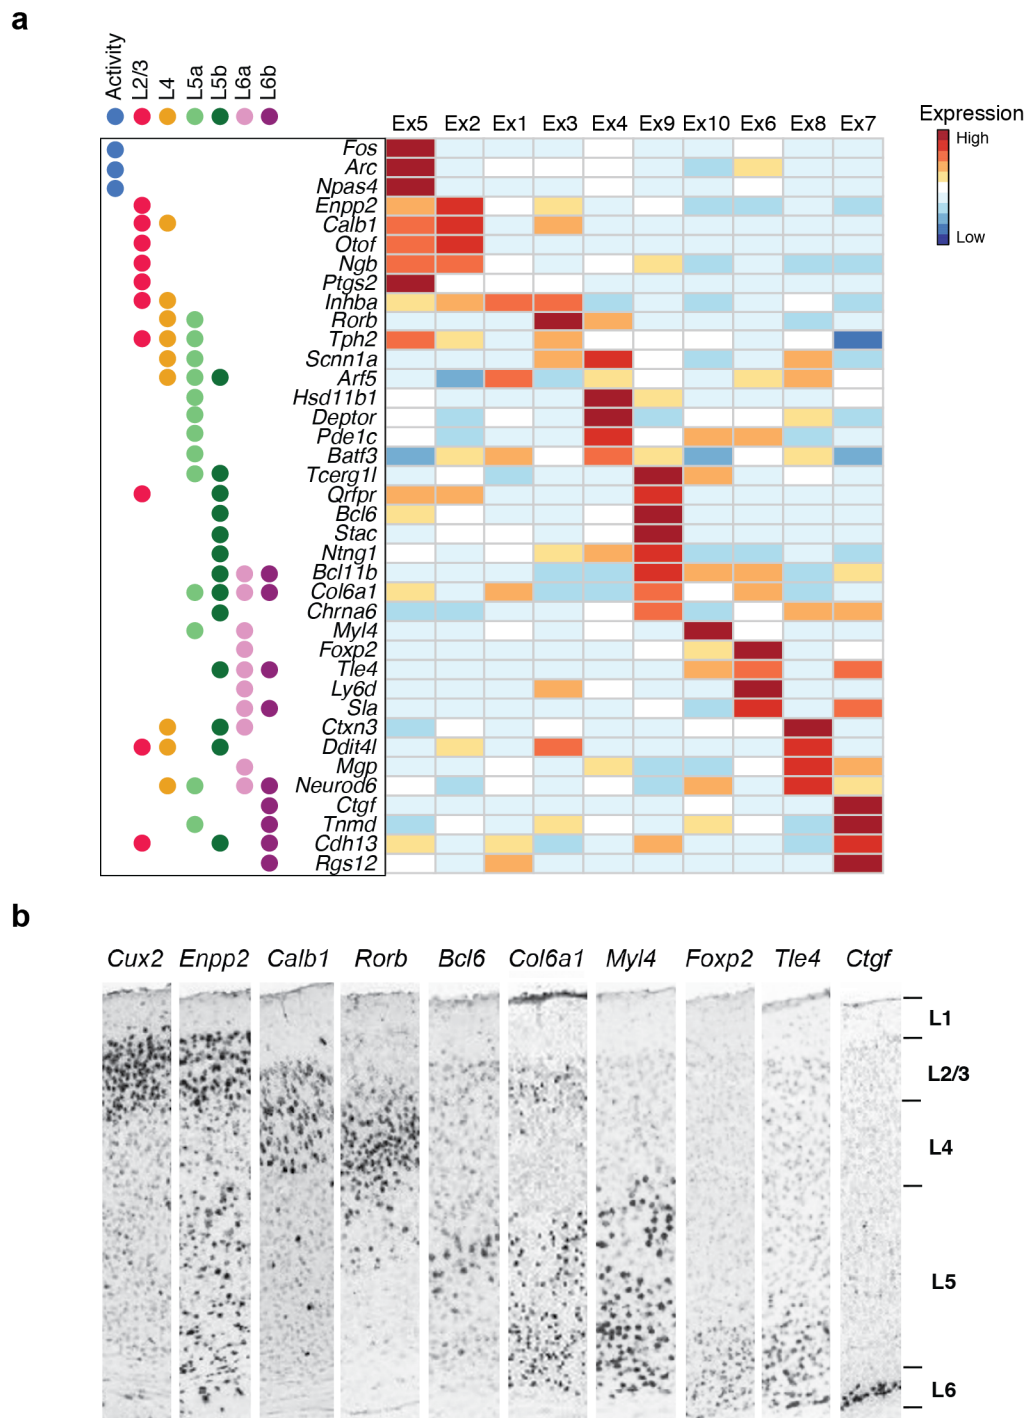 a
Activity
L2/3
L4
L5a
L5b
L6a
L6b
Ex5 Ex2 Ex1 Ex3 Ex4 Ex9 Ex10 Ex6 Ex8 Ex7
Expression
High
Low
Fos
Arc
Npas4
Enpp2
Calb1
Otof
Ngb
Ptgs2
Inhba
Rorb
Tph2
Scnn1a
Arf5
Hsd11b1
Deptor
Pde1c
Batf3
Tcerg1l
Qrfpr
Bcl6
Stac
Ntng1
Bcl11b
Col6a1
Chrna6
Myl4
Foxp2
Tle4
Ly6d
Sla
Ctxn3
Ddit4l
Mgp
Neurod6
Ctgf
Tnmd
Cdh13
Rgs12
b
Cux2 Enpp2 Calb1 Rorb Bcl6 Col6a1 Myl4 Foxp2 Tle4 Ctgf
L1
L2/3
L4
L5
L6